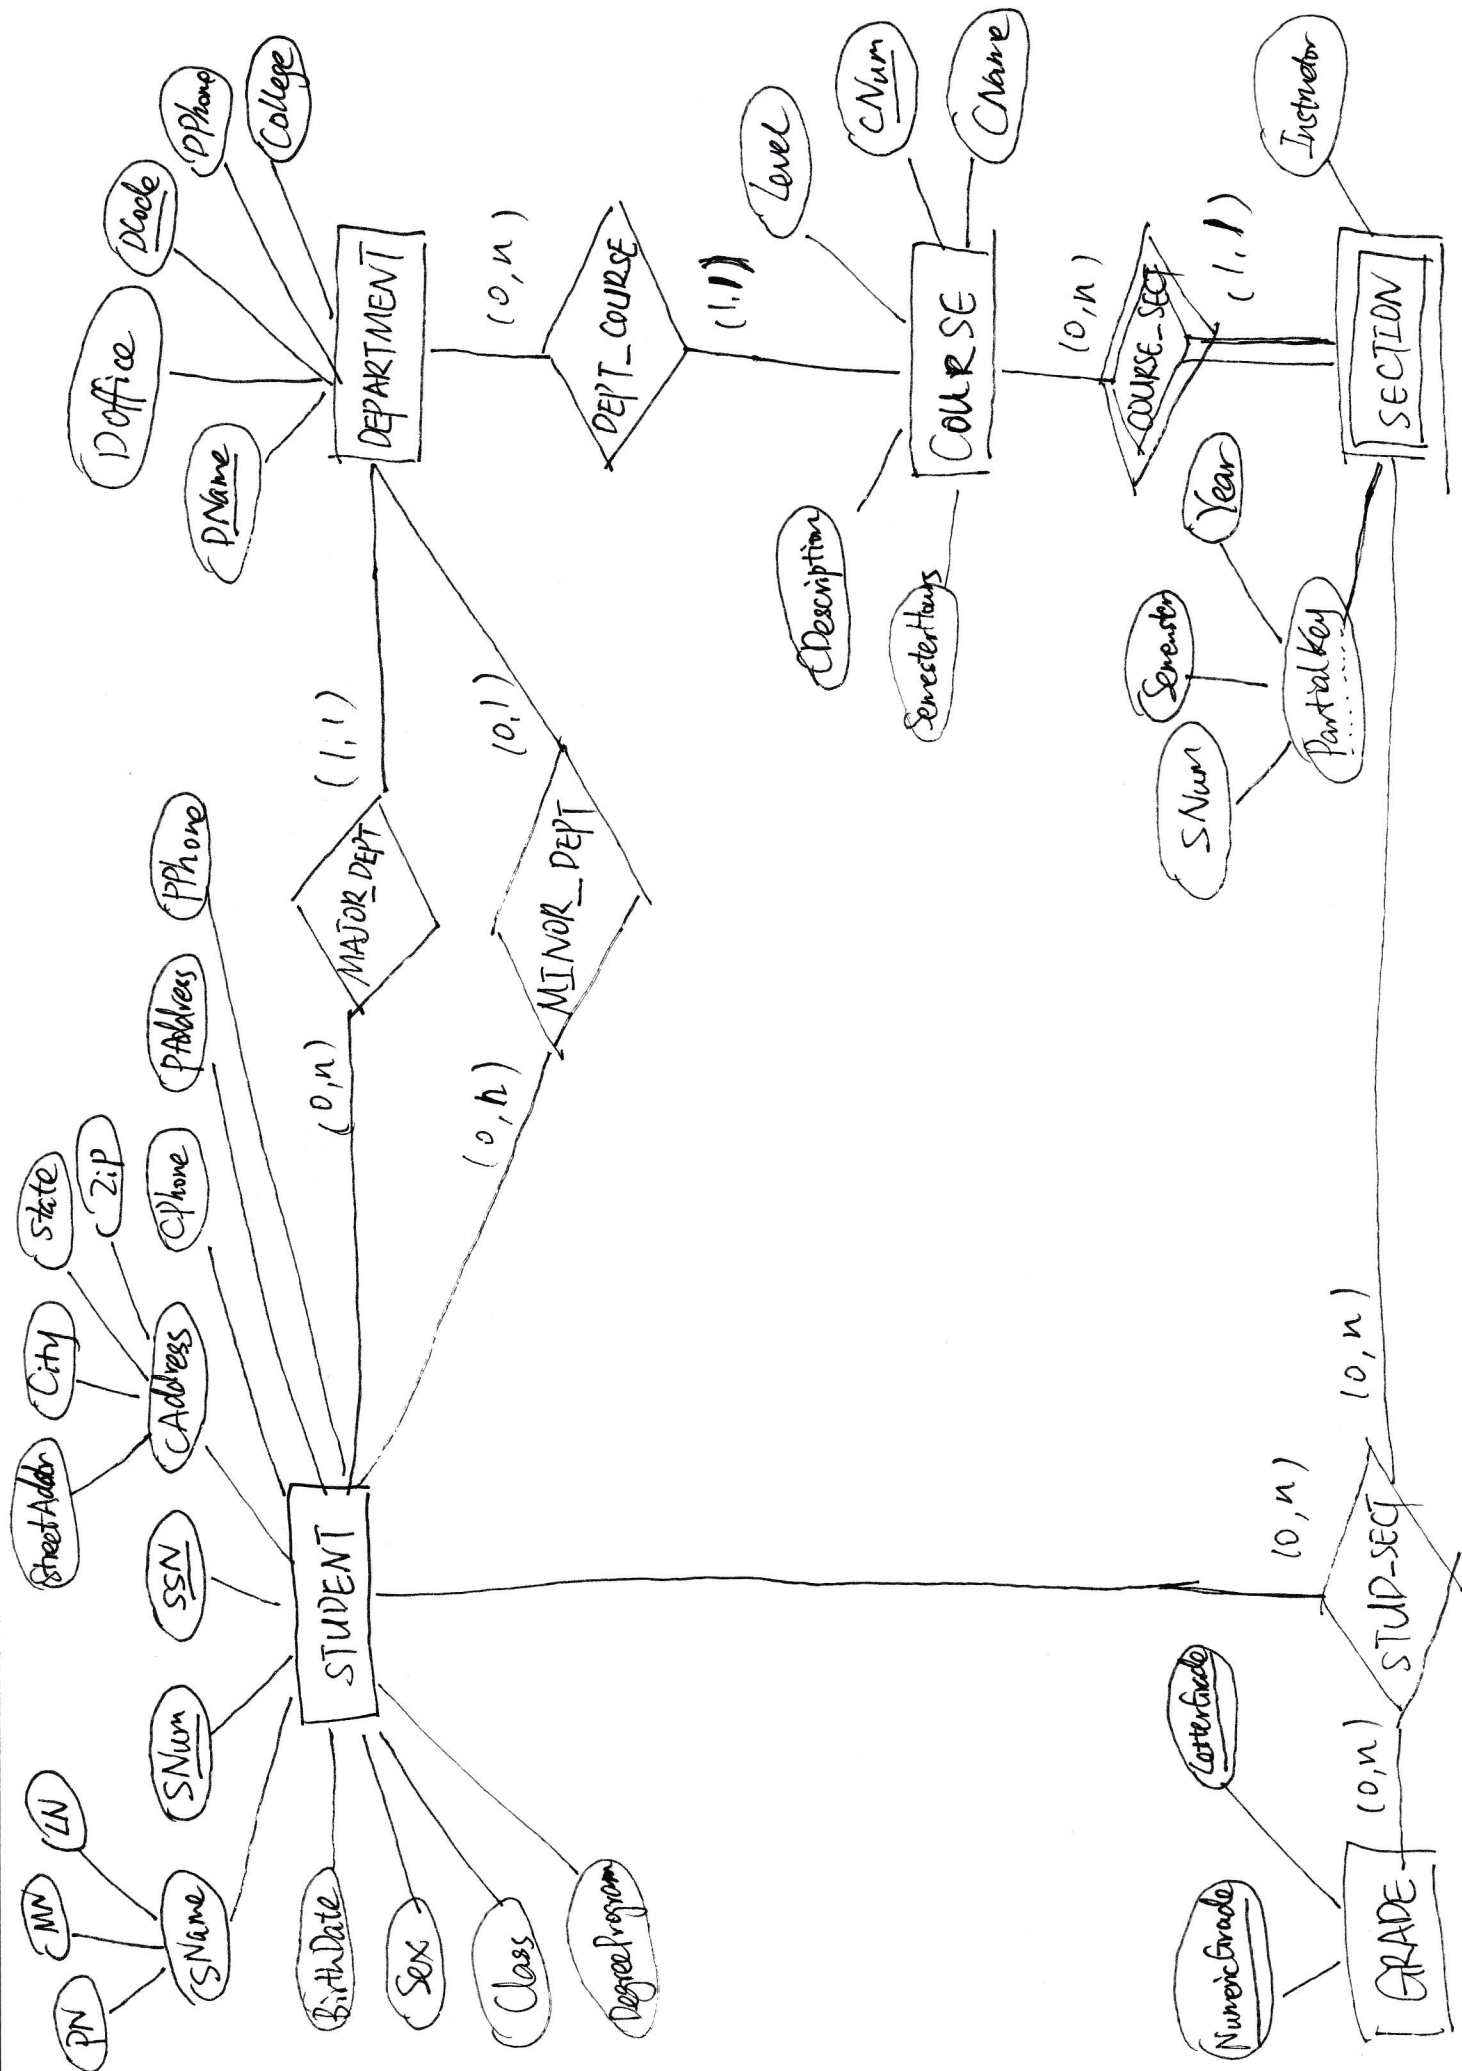 PN
MN
LN
SName
SNum
SSN
StreetAddr
City
State
ZiP
CAddress
CPhone
PAddress
PPhone
DName
Doffice
DCode
DPhone
College
STUDENT
BirthDate
Sex
Class
DegreeProgram
(0,n)
MAJOR_DEPT
(1,1)
DEPARTMENT
(0,n)
MINOR_DEPT
(0,1)
(0,n)
DEPT_COURSE
(1,1)
Level
CNum
CName
COURSE
CDescription
SemesterHours
(0,n)
COURSE_SECT
(1,1)
Instructor
SECTION
SNum
Semester
Year
PartialKey
(0,n)
(0,n)
STUD-SECT
(0,n)
NumericGrade
LetterGrade
GRADE